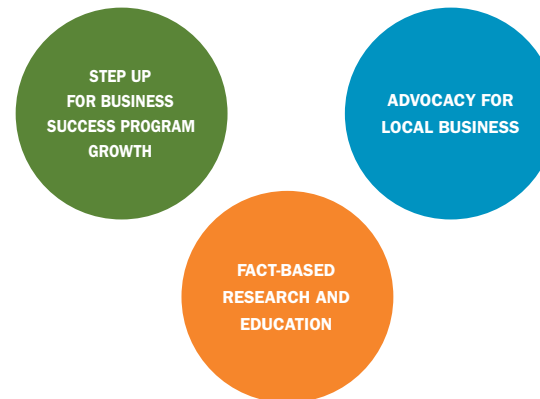 STEP UP
FOR BUSINESS
SUCCESS PROGRAM
GROWTH
ADVOCACY FOR
LOCAL BUSINESS
FACT-BASED
RESEARCH AND
EDUCATION